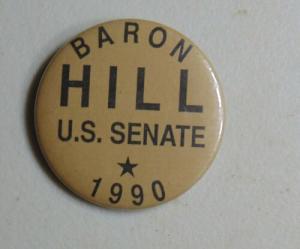 BARON
HILL
U.S. SENATE
1990